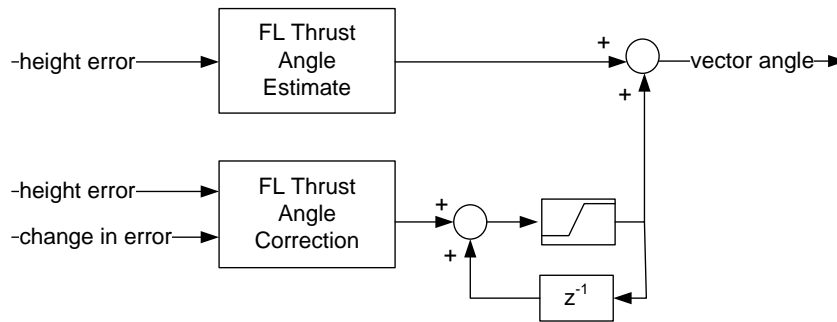 height error
FL Thrust
Angle
Estimate
+
+
vector angle
height error
change in error
FL Thrust
Angle
Correction
+
+
z⁻¹